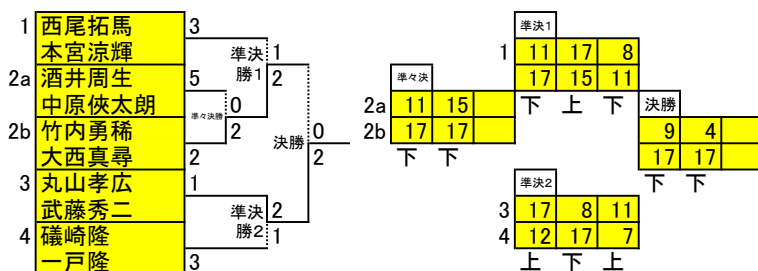 1 西尾拓馬 3
本宮涼輝
2a 酒井周生 5
中原俠太朗
2b 竹内勇稀
大西真尋 2
3 丸山孝広 1
武藤秀二
4 礒崎隆
一戸隆 3
準決勝1 1 2
準々決勝 0 2
決勝 0 2
準決勝2 2 1
準決1
1 11 17 8
17 15 11
下 上 下
準々決
2a 11 15
2b 17 17
下 下
決勝
9 4
17 17
下 下
準決2
3 17 8 11
4 12 17 7
上 下 上